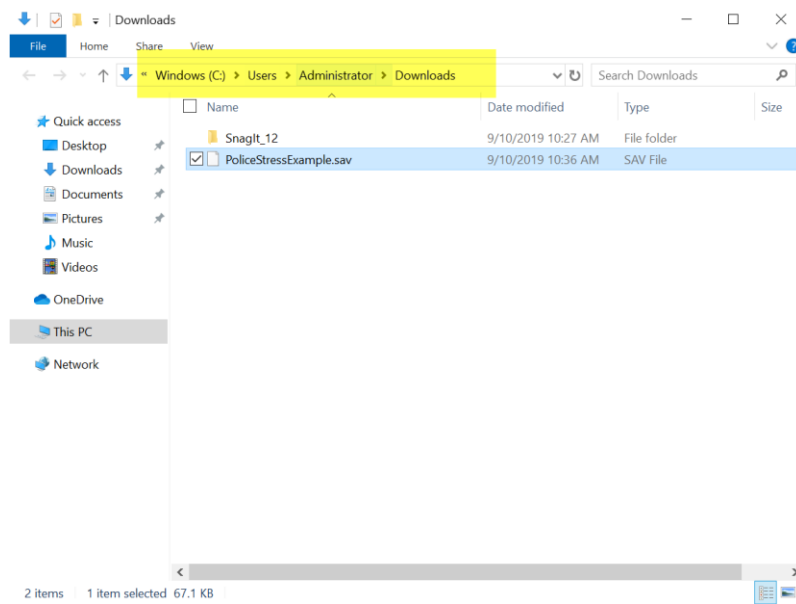 Downloads
File Home Share View
« Windows (C:) > Users > Administrator > Downloads Search Downloads
Name Date modified Type Size
Quick access
Desktop
Downloads
Documents
Pictures
Music
Videos
OneDrive
This PC
Network
SnagIt_12 9/10/2019 10:27 AM File folder
PoliceStressExample.sav 9/10/2019 10:36 AM SAV File
2 items 1 item selected 67.1 KB